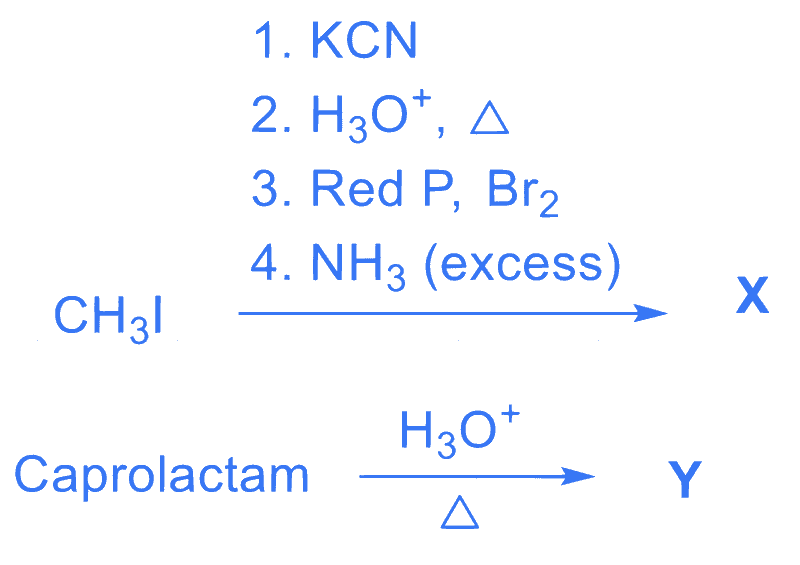 1. KCN
2. H₃O⁺, △
3. Red P, Br₂
4. NH₃ (excess)
CH₃I
X
H₃O⁺
Caprolactam
Y
△